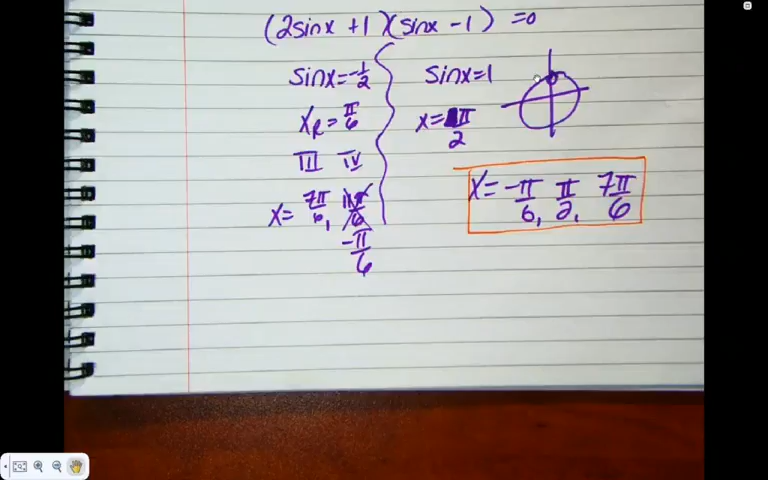 (2sinx +1)(sinx -1) =0
sinx=-1/2
x_R= π/6
III IV
x= 7π/6, 11π/6
-π/6
sinx=1
x= π/2
x= -π/6, π/2, 7π/6